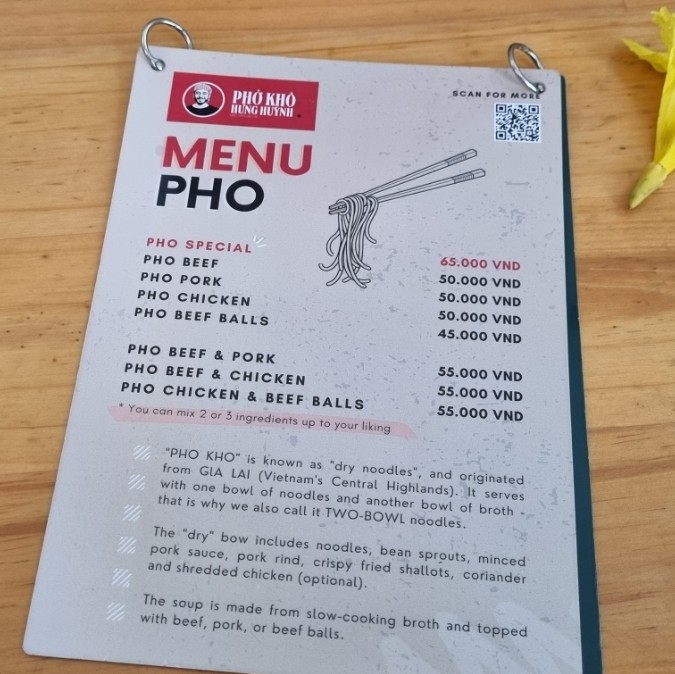 PHỞ KHÔ
HƯNG HUỲNH
SCAN FOR MORE
MENU
PHO
PHO SPECIAL 65.000 VND
PHO BEEF 50.000 VND
PHO PORK 50.000 VND
PHO CHICKEN 50.000 VND
PHO BEEF BALLS 45.000 VND
PHO BEEF & PORK 55.000 VND
PHO BEEF & CHICKEN 55.000 VND
PHO CHICKEN & BEEF BALLS 55.000 VND
* You can mix 2 or 3 ingredients up to your liking
"PHO KHO" is known as "dry noodles", and originated
from GIA LAI (Vietnam's Central Highlands). It serves
with one bowl of noodles and another bowl of broth -
that is why we also call it TWO-BOWL noodles.
The "dry" bow includes noodles, bean sprouts, minced
pork sauce, pork rind, crispy fried shallots, coriander
and shredded chicken (optional).
The soup is made from slow-cooking broth and topped
with beef, pork, or beef balls.